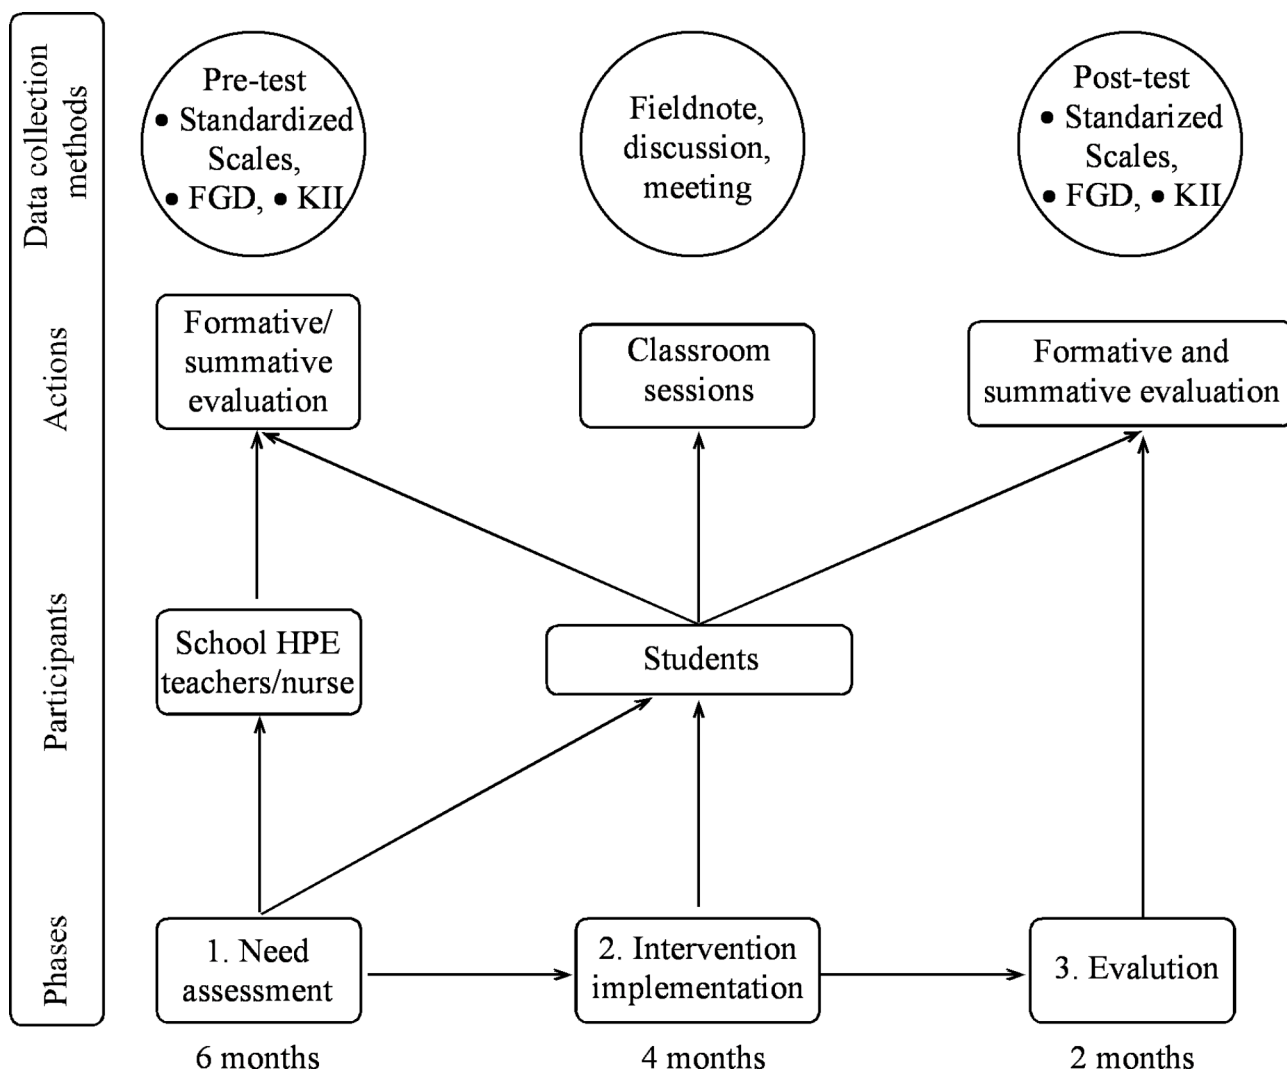 Data collection
methods
Pre-test
• Standardized
Scales,
• FGD, • KII
Fieldnote,
discussion,
meeting
Post-test
• Standarized
Scales,
• FGD, • KII
Actions
Formative/
summative
evaluation
Classroom
sessions
Formative and
summative evaluation
Participants
School HPE
teachers/nurse
Students
Phases
1. Need
assessment
2. Intervention
implementation
3. Evalution
6 months
4 months
2 months